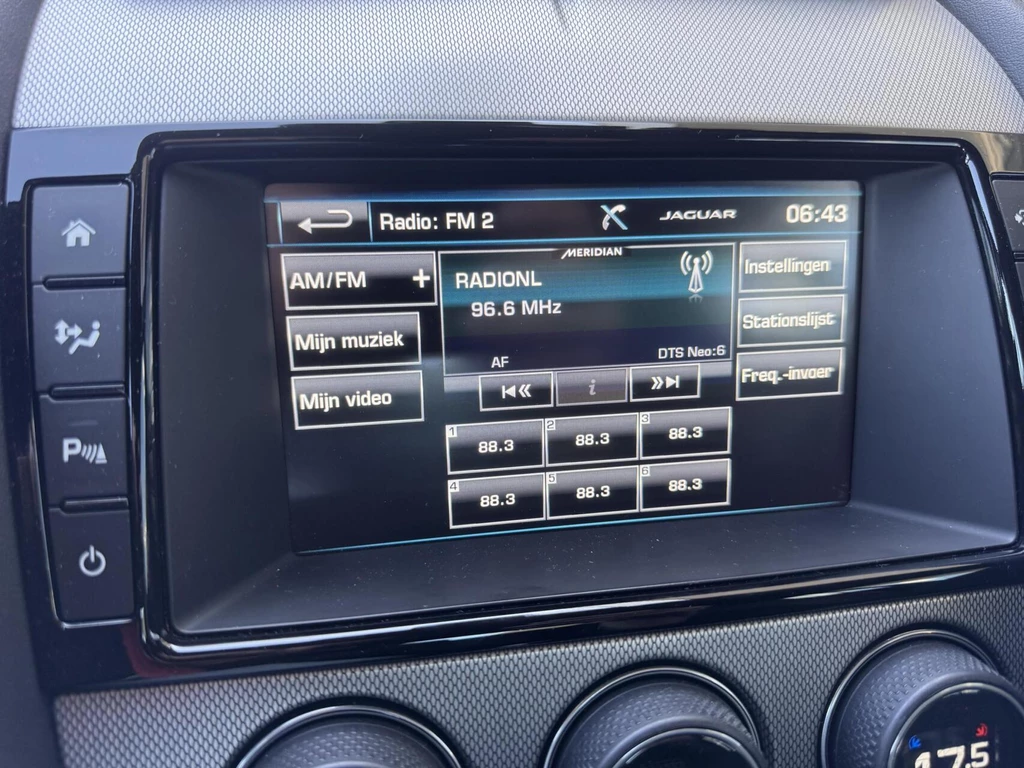 Radio: FM 2
JAGUAR
06:43
MERIDIAN
AM/FM +
RADIONL
96.6 MHz
Instellingen
Mijn muziek
AF
DTS Neo:6
Stationslijst
Mijn video
i
Freq.-invoer
1 88.3
2 88.3
3 88.3
4 88.3
5 88.3
6 88.3
P
17.5